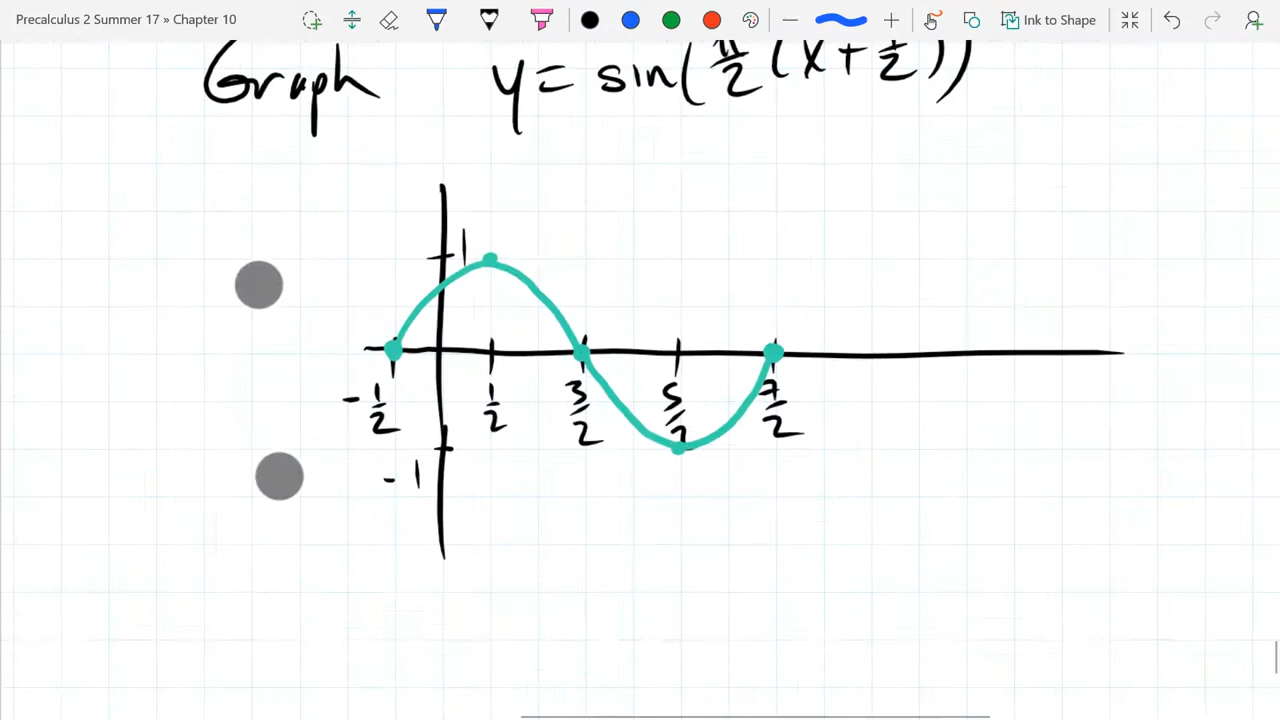 Precalculus 2 Summer 17 » Chapter 10
Ink to Shape
Graph y = sin(π/2 (x + 1/2))
1
-1/2 1/2 3/2 5/2 7/2
-1